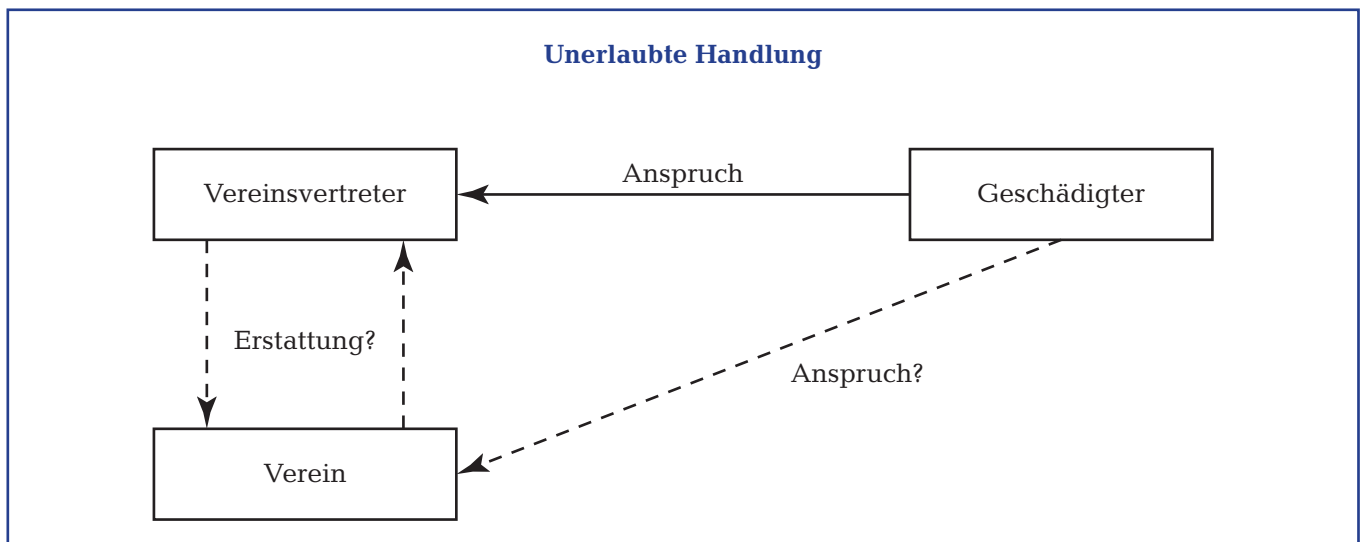 Unerlaubte Handlung
Vereinsvertreter
Anspruch
Geschädigter
Erstattung?
Anspruch?
Verein